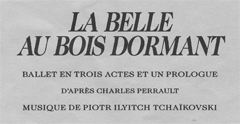 LA BELLE
AU BOIS DORMANT
BALLET EN TROIS ACTES ET UN PROLOGUE
D'APRÈS CHARLES PERRAULT
MUSIQUE DE PIOTR ILYITCH TCHAÏKOVSKI